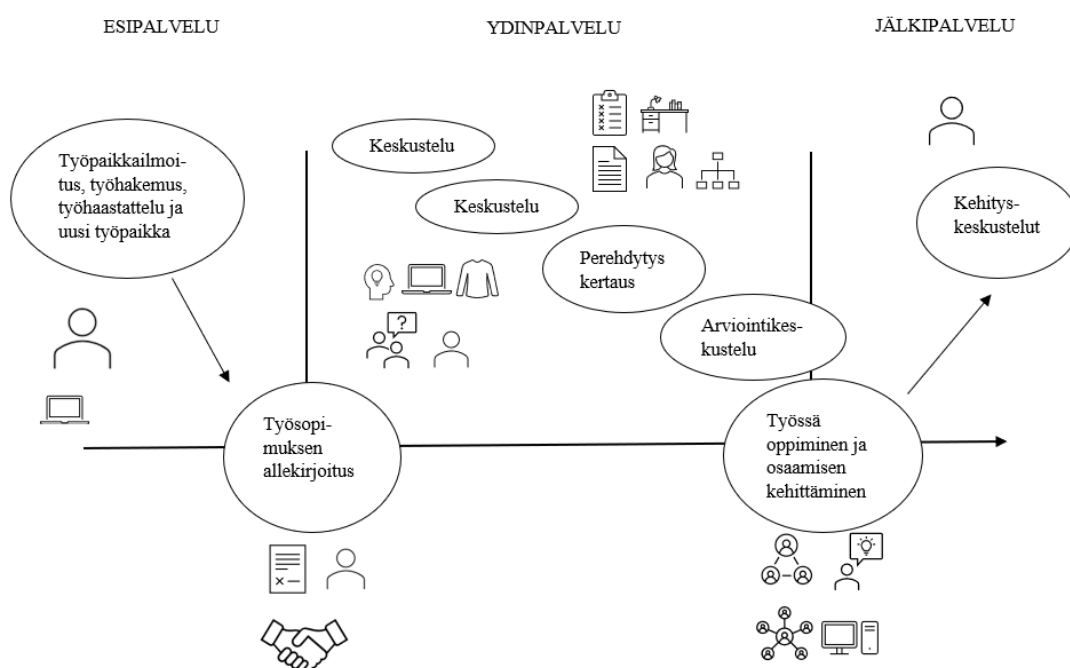 ESIPALVELU
YDINPALVELU
JÄLKIPALVELU
Työpaikkailmoi-
tus, työhakemus,
työhaastattelu ja
uusi työpaikka
Keskustelu
Keskustelu
Perehdytys
kertaus
Arviointikes-
kustelu
Kehitys-
keskustelut
Työsopi-
muksen
allekirjoitus
Työssä
oppiminen ja
osaamisen
kehittäminen
?